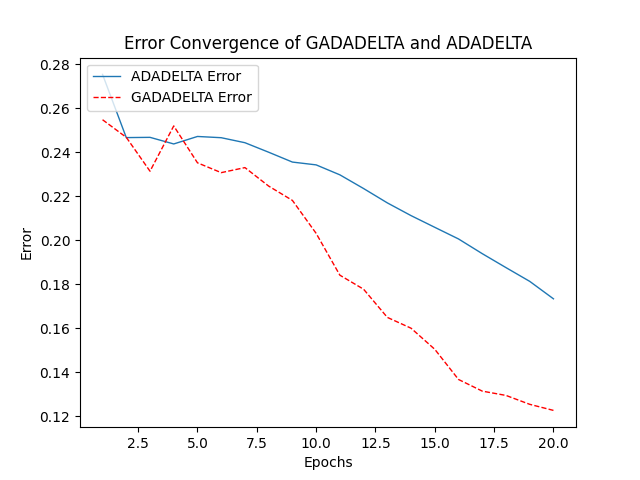 Error Convergence of GADADELTA and ADADELTA
ADADELTA Error
GADADELTA Error
0.28
0.26
0.24
0.22
0.20
0.18
0.16
0.14
0.12
Error
2.5 5.0 7.5 10.0 12.5 15.0 17.5 20.0
Epochs